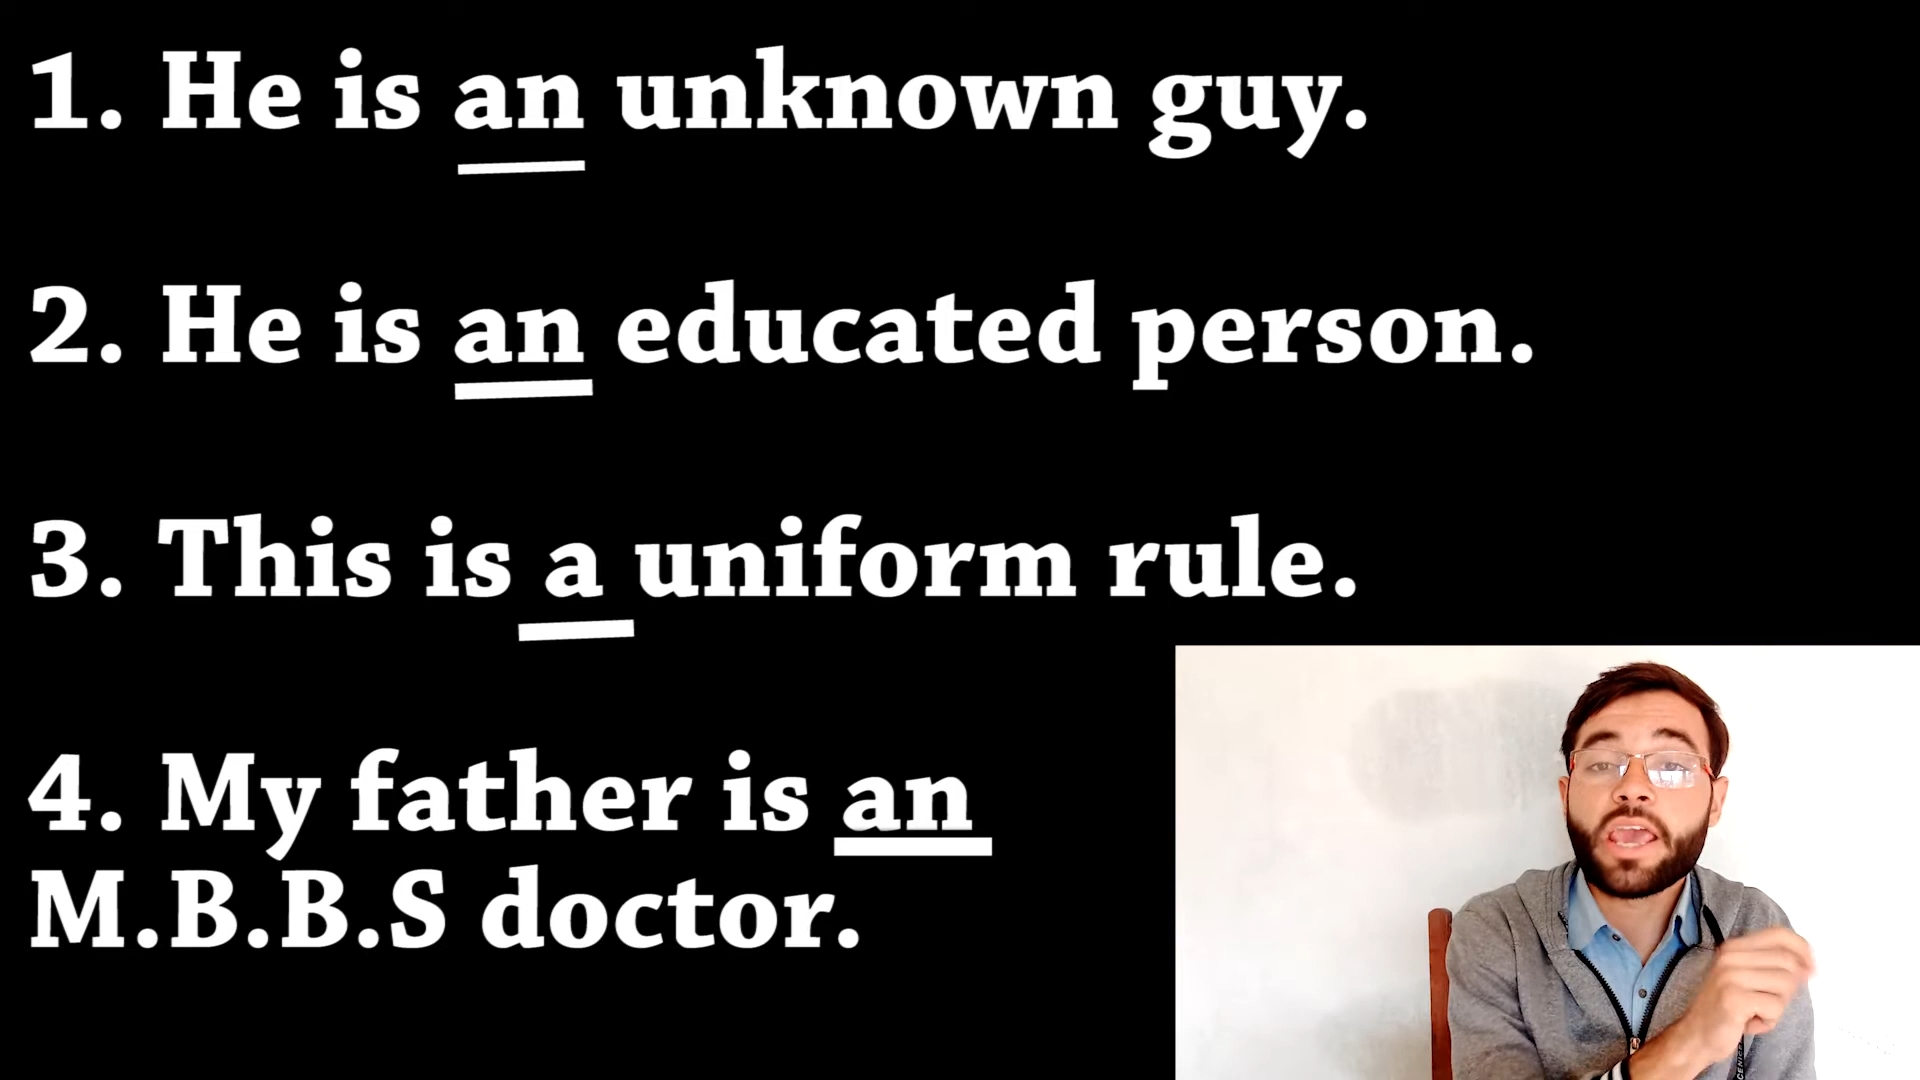 1. He is an unknown guy.
2. He is an educated person.
3. This is a uniform rule.
4. My father is an
M.B.B.S doctor.